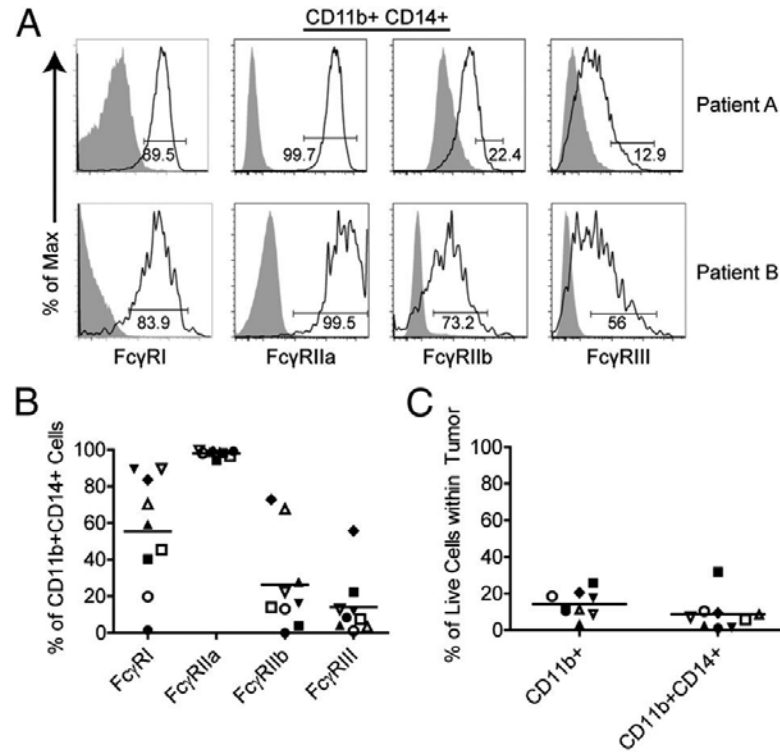 A
CD11b+ CD14+
% of Max
89.5
99.7
22.4
12.9
Patient A
83.9
99.5
73.2
56
Patient B
FcγRI
FcγRIIa
FcγRIIb
FcγRIII
B
% of CD11b+CD14+ Cells
100
80
60
40
20
0
FcγRI
FcγRIIa
FcγRIIb
FcγRIII
C
% of Live Cells within Tumor
100
80
60
40
20
0
CD11b+
CD11b+CD14+